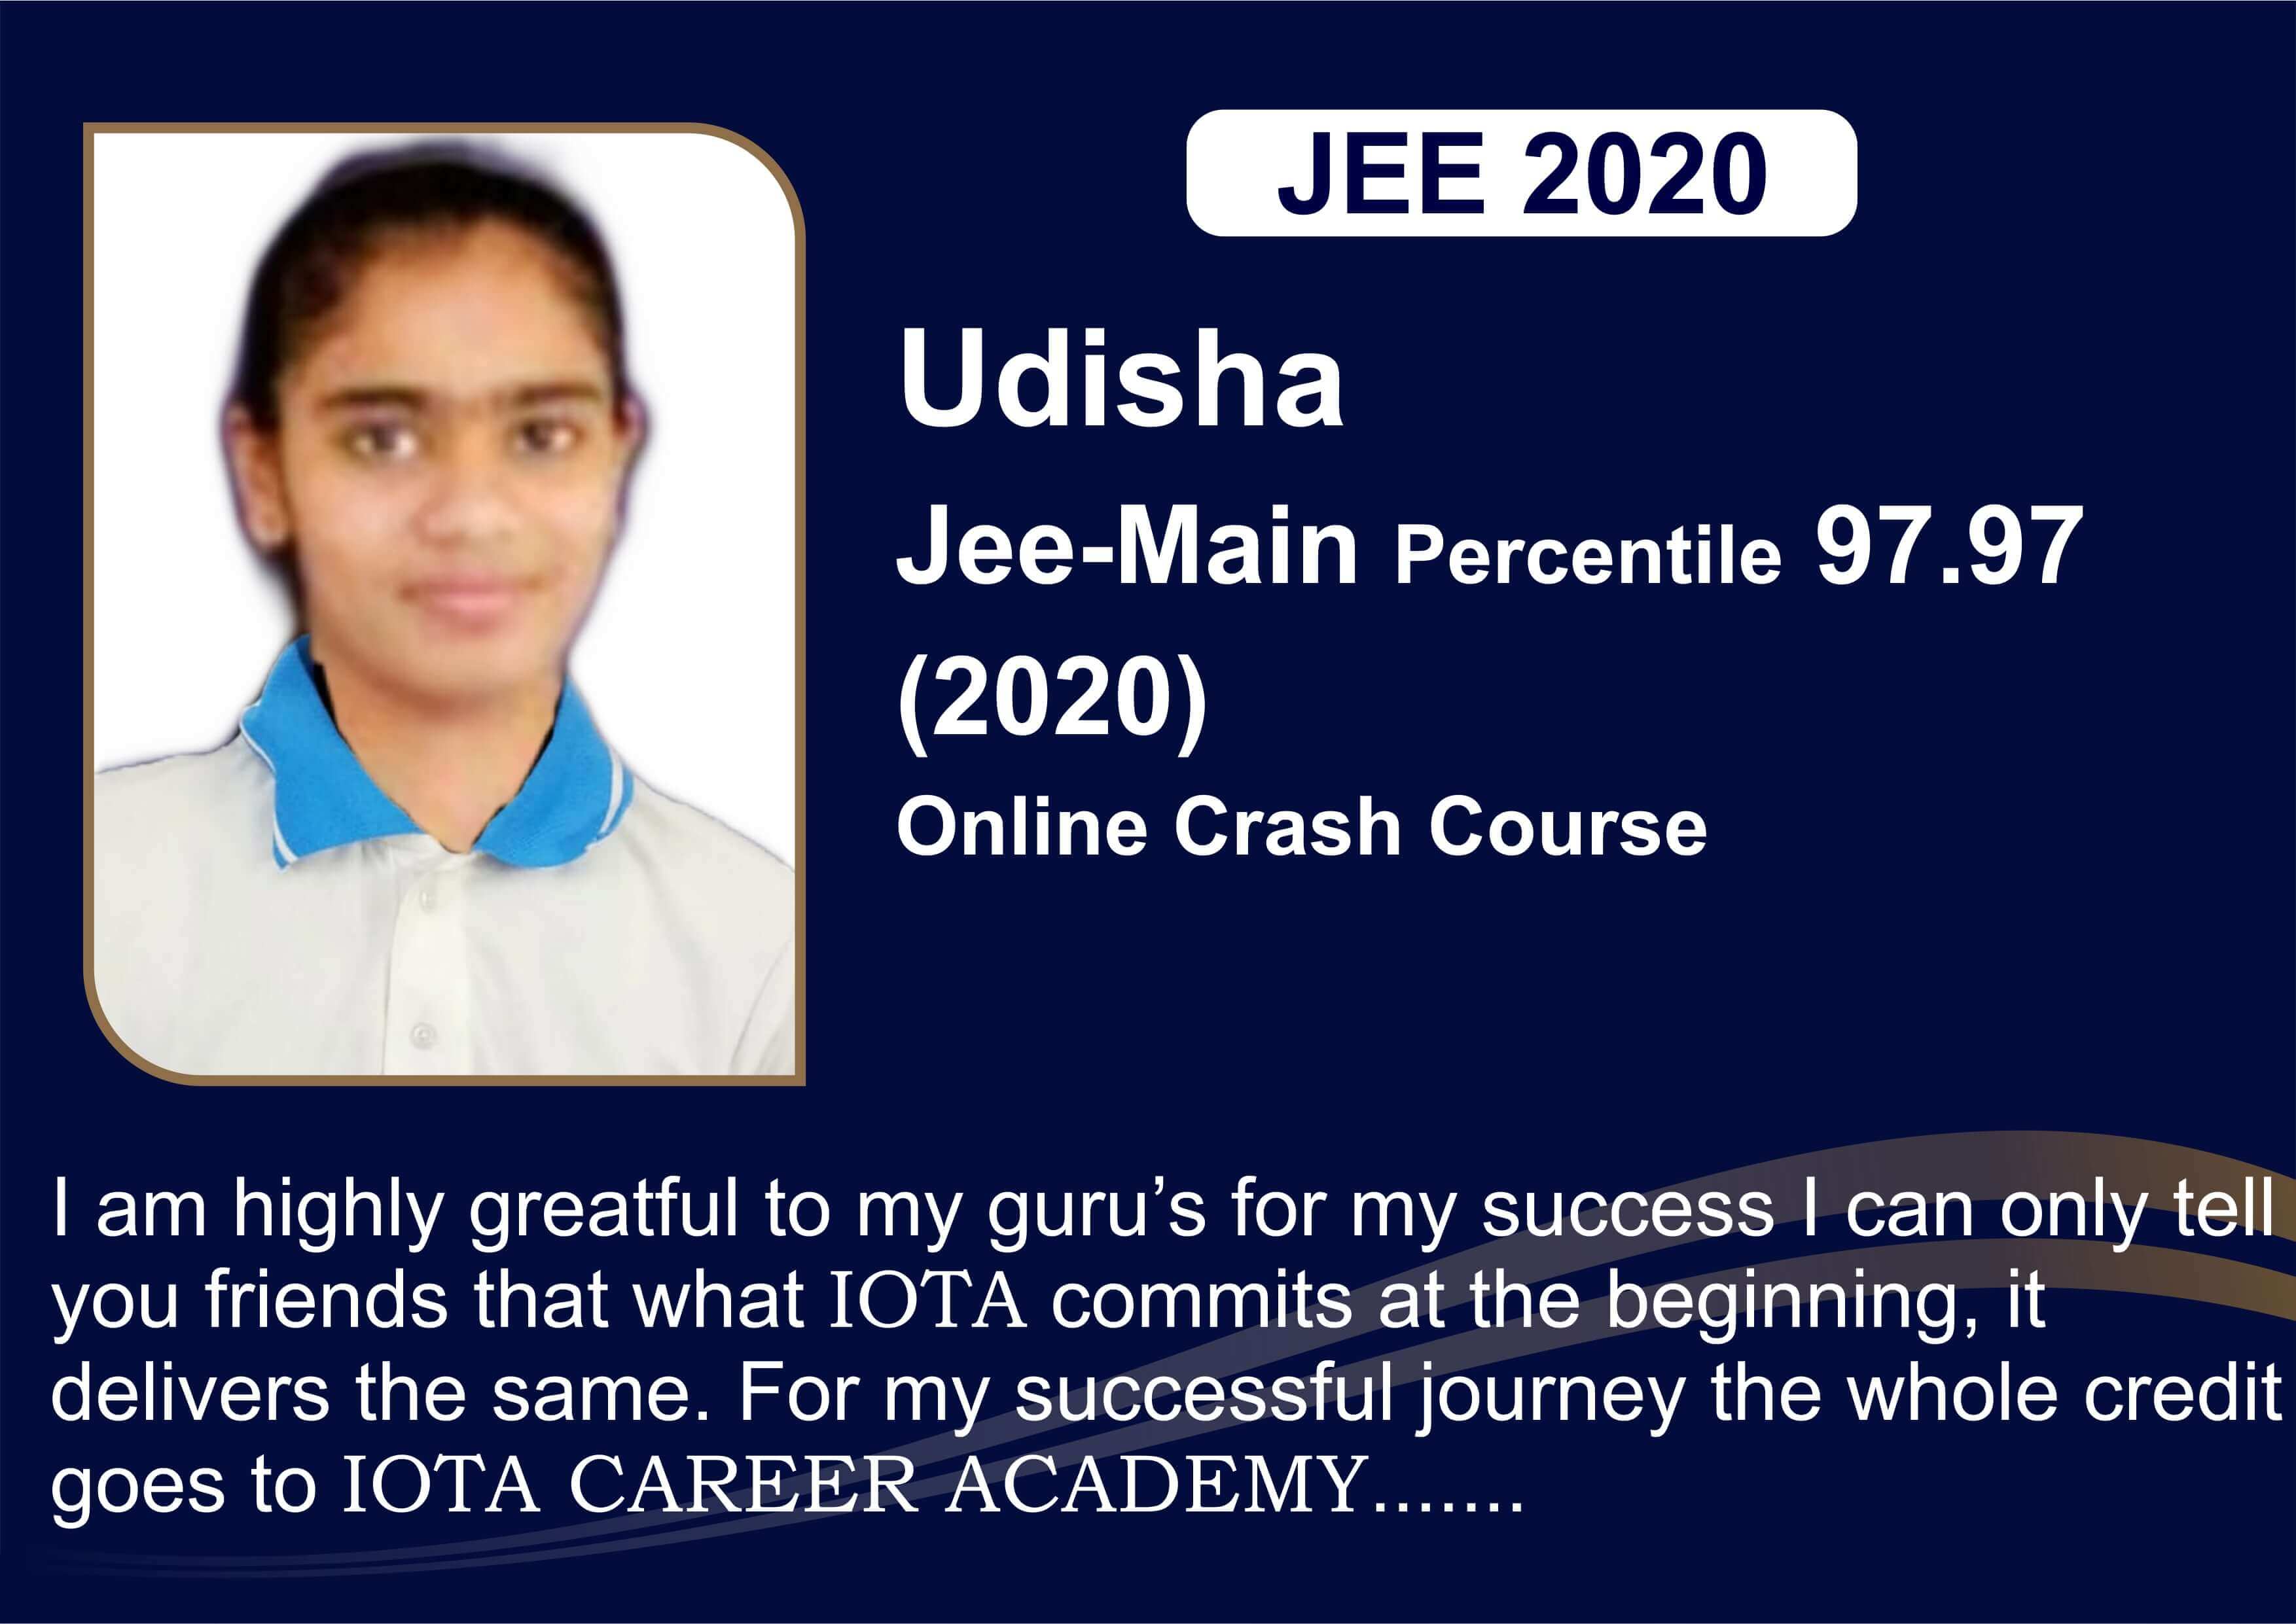 JEE 2020
Udisha
Jee-Main Percentile 97.97
(2020)
Online Crash Course
I am highly greatful to my guru’s for my success I can only tell
you friends that what IOTA commits at the beginning, it
delivers the same. For my successful journey the whole credit
goes to IOTA CAREER ACADEMY.......